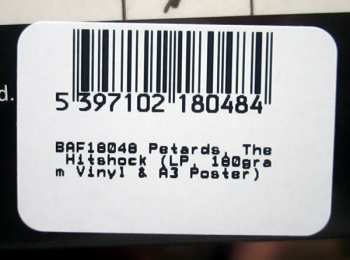 d.
5 397102 180484
BAF18048 Petards, The
Hitshock (LP, 180gra
m Vinyl & A3 Poster)